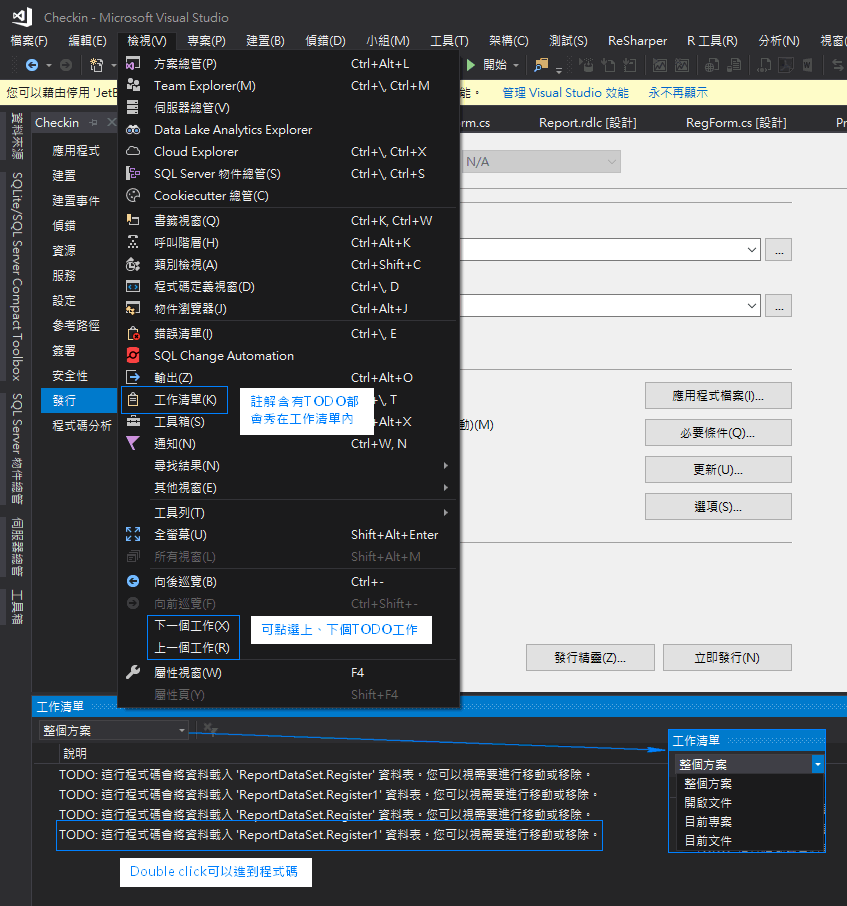 Checkin - Microsoft Visual Studio
檔案(F) 編輯(E) 檢視(V) 專案(P) 建置(B) 偵錯(D) 小組(M) 工具(T) 架構(C) 測試(S) ReSharper R 工具(R) 分析(N) 視窗
開始
您可以藉由停用 'JetB
能。 管理 Visual Studio 效能 永不再顯示
資料來源
SQLite/SQL Server Compact Toolbox
SQL Server 物件總管
伺服器總管
工具箱
Checkin
rm.cs Report.rdlc [設計] RegForm.cs [設計] Pr
應用程式
建置
建置事件
偵錯
資源
服務
設定
參考路徑
簽署
安全性
發行
程式碼分析
方案總管(P) Ctrl+Alt+L
Team Explorer(M) Ctrl+\, Ctrl+M
伺服器總管(V)
Data Lake Analytics Explorer
Cloud Explorer Ctrl+\, Ctrl+X
SQL Server 物件總管(S) Ctrl+\, Ctrl+S
Cookiecutter 總管(C)
書籤視窗(Q) Ctrl+K, Ctrl+W
呼叫階層(H) Ctrl+Alt+K
類別檢視(A) Ctrl+Shift+C
程式碼定義視窗(D) Ctrl+\, D
物件瀏覽器(J) Ctrl+Alt+J
錯誤清單(I) Ctrl+\, E
SQL Change Automation
輸出(Z) Ctrl+Alt+O
工作清單(K) +\, T
工具箱(S) +Alt+X
通知(N) Ctrl+W, N
尋找結果(N)
其他視窗(E)
工具列(T)
全螢幕(U) Shift+Alt+Enter
所有視窗(L) Shift+Alt+M
向後巡覽(B) Ctrl+-
向前巡覽(F) Ctrl+Shift+-
下一個工作(X)
上一個工作(R)
屬性視窗(W) F4
屬性頁(Y) Shift+F4
註解含有TODO都
會秀在工作清單內
可點選上、下個TODO工作
N/A
...
...
動)(M)
應用程式檔案(I)...
必要條件(Q)...
更新(U)...
選項(S)...
發行精靈(Z)... 立即發行(N)
工作清單
整個方案
說明
TODO: 這行程式碼會將資料載入 'ReportDataSet.Register' 資料表。您可以視需要進行移動或移除。
TODO: 這行程式碼會將資料載入 'ReportDataSet.Register1' 資料表。您可以視需要進行移動或移除。
TODO: 這行程式碼會將資料載入 'ReportDataSet.Register' 資料表。您可以視需要進行移動或移除。
TODO: 這行程式碼會將資料載入 'ReportDataSet.Register1' 資料表。您可以視需要進行移動或移除。
Double click可以進到程式碼
工作清單
整個方案
整個方案
開啟文件
目前專案
目前文件